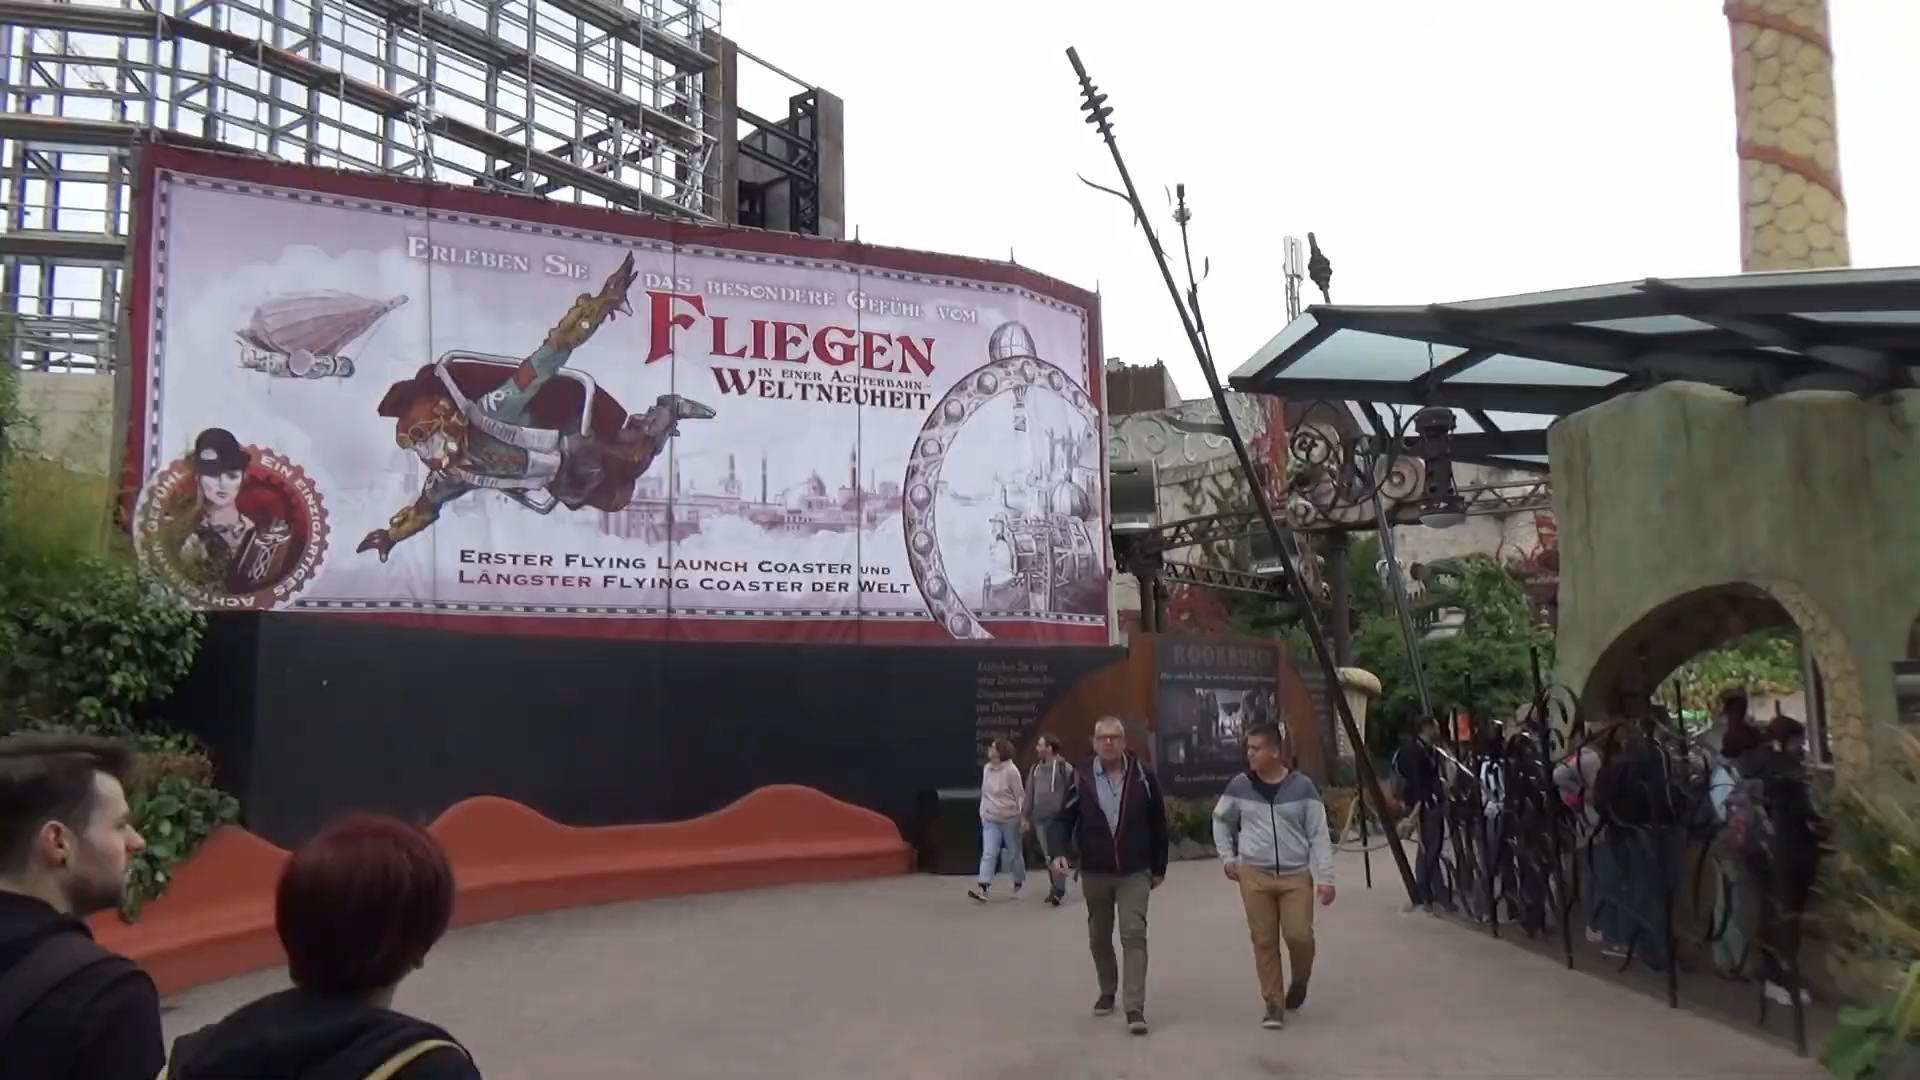 ERLEBEN SIE DAS BESONDERE GEFÜHL VOM
FLIEGEN
IN EINER ACHTERBAHN-
WELTNEUHEIT
ERSTER FLYING LAUNCH COASTER UND
LÄNGSTER FLYING COASTER DER WELT
EIN EINZIGARTIGES
GEFÜHL
ROOKBURGH